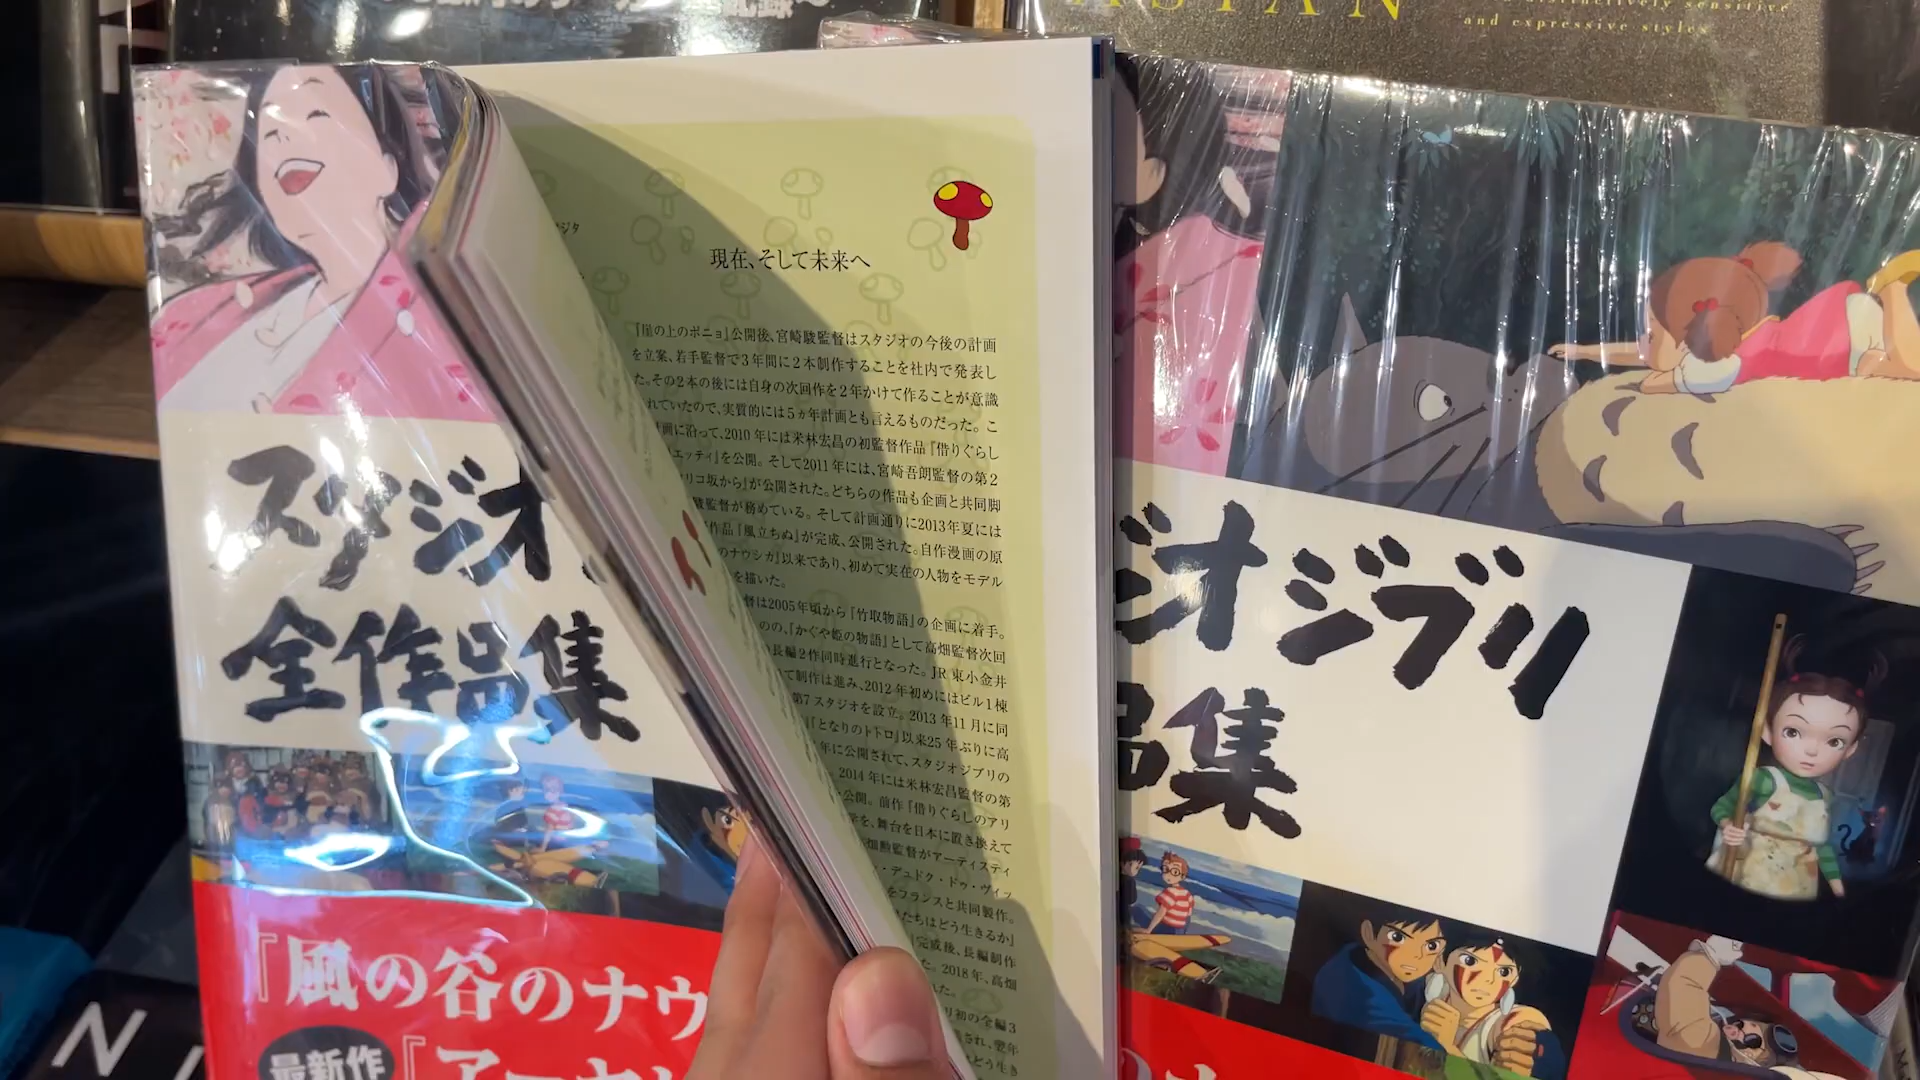 ASIAN
distinctively sensitive
and expressive styles
現在、そして未来へ
『崖の上のポニョ』公開後、宮崎駿監督はスタジオの今後の計画
を立案、若手監督で3年間に2本制作することを社内で発表し
た。その2本の後には自身の次回作を2年かけて作ることが意識
れていたので、実質的には5ヵ年計画とも言えるものだった。こ
画に沿って、2010年には米林宏昌の初監督作品『借りぐらし
エッティ』を公開。そして2011年には、宮崎吾朗監督の第2
リコ坂から』が公開された。どちらの作品も企画と共同脚
駿監督が務めている。そして計画通りに2013年夏には
作品『風立ちぬ』が完成、公開された。自作漫画の原
のナウシカ』以来であり、初めて実在の人物をモデル
を描いた。
督は2005年頃から『竹取物語』の企画に着手。
のの、『かぐや姫の物語』として高畑監督次回
長編2作同時進行となった。JR東小金井
て制作は進み、2012年初めにはビル1棟
第7スタジオを設立。2013年11月に同
『となりのトトロ』以来25年ぶりに高
年に公開されて、スタジオジブリの
2014年には米林宏昌監督の第
公開。前作『借りぐらしのアリ
学を、舞台を日本に置き換えて
畑勲監督がアーティスティ
・デュドク・ドゥ・ヴィッ
をフランスと共同製作。
たちはどう生きるか』
完成後、長編制作
た。2018年、高畑
れた。
リ初の全編3
され、翌年
どう生き
スタジオ
全作品集
『風の谷のナウ
最新作
『アーヤ
ジオジブリ
品集